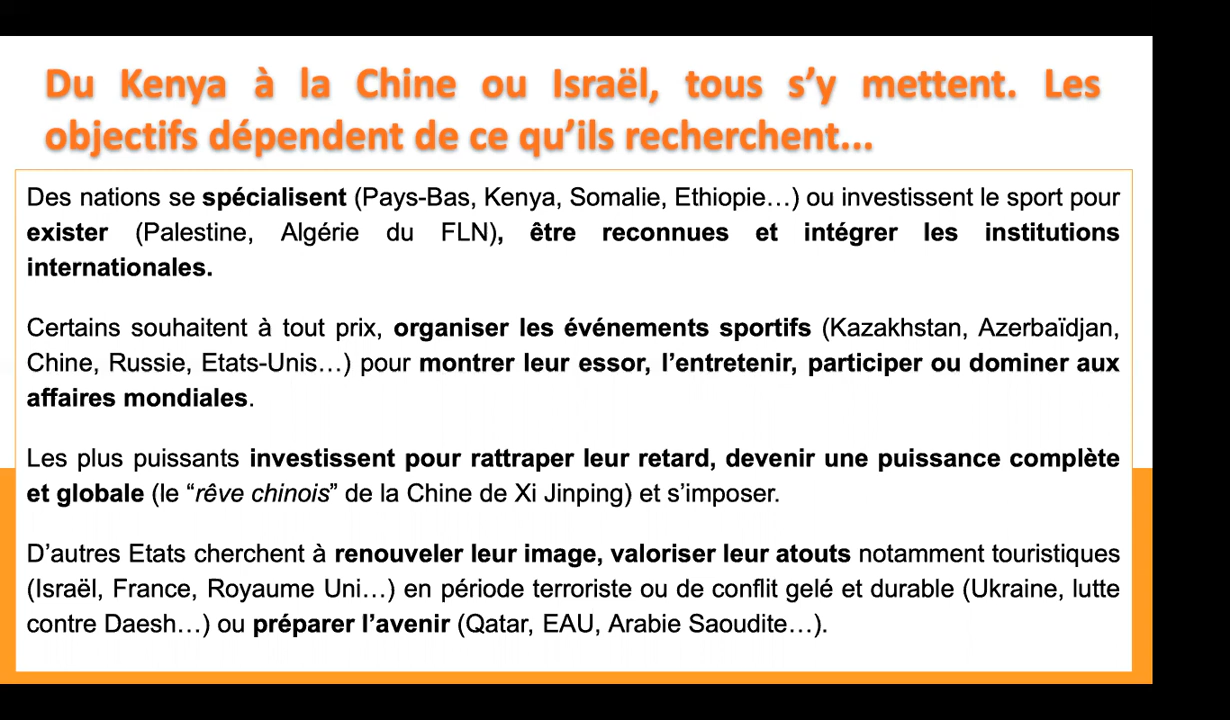 Du Kenya à la Chine ou Israël, tous s’y mettent. Les
objectifs dépendent de ce qu’ils recherchent...
Des nations se spécialisent (Pays-Bas, Kenya, Somalie, Ethiopie…) ou investissent le sport pour
exister (Palestine, Algérie du FLN), être reconnues et intégrer les institutions
internationales.
Certains souhaitent à tout prix, organiser les événements sportifs (Kazakhstan, Azerbaïdjan,
Chine, Russie, Etats-Unis…) pour montrer leur essor, l’entretenir, participer ou dominer aux
affaires mondiales.
Les plus puissants investissent pour rattraper leur retard, devenir une puissance complète
et globale (le “rêve chinois” de la Chine de Xi Jinping) et s’imposer.
D’autres Etats cherchent à renouveler leur image, valoriser leur atouts notamment touristiques
(Israël, France, Royaume Uni…) en période terroriste ou de conflit gelé et durable (Ukraine, lutte
contre Daesh…) ou préparer l’avenir (Qatar, EAU, Arabie Saoudite…).